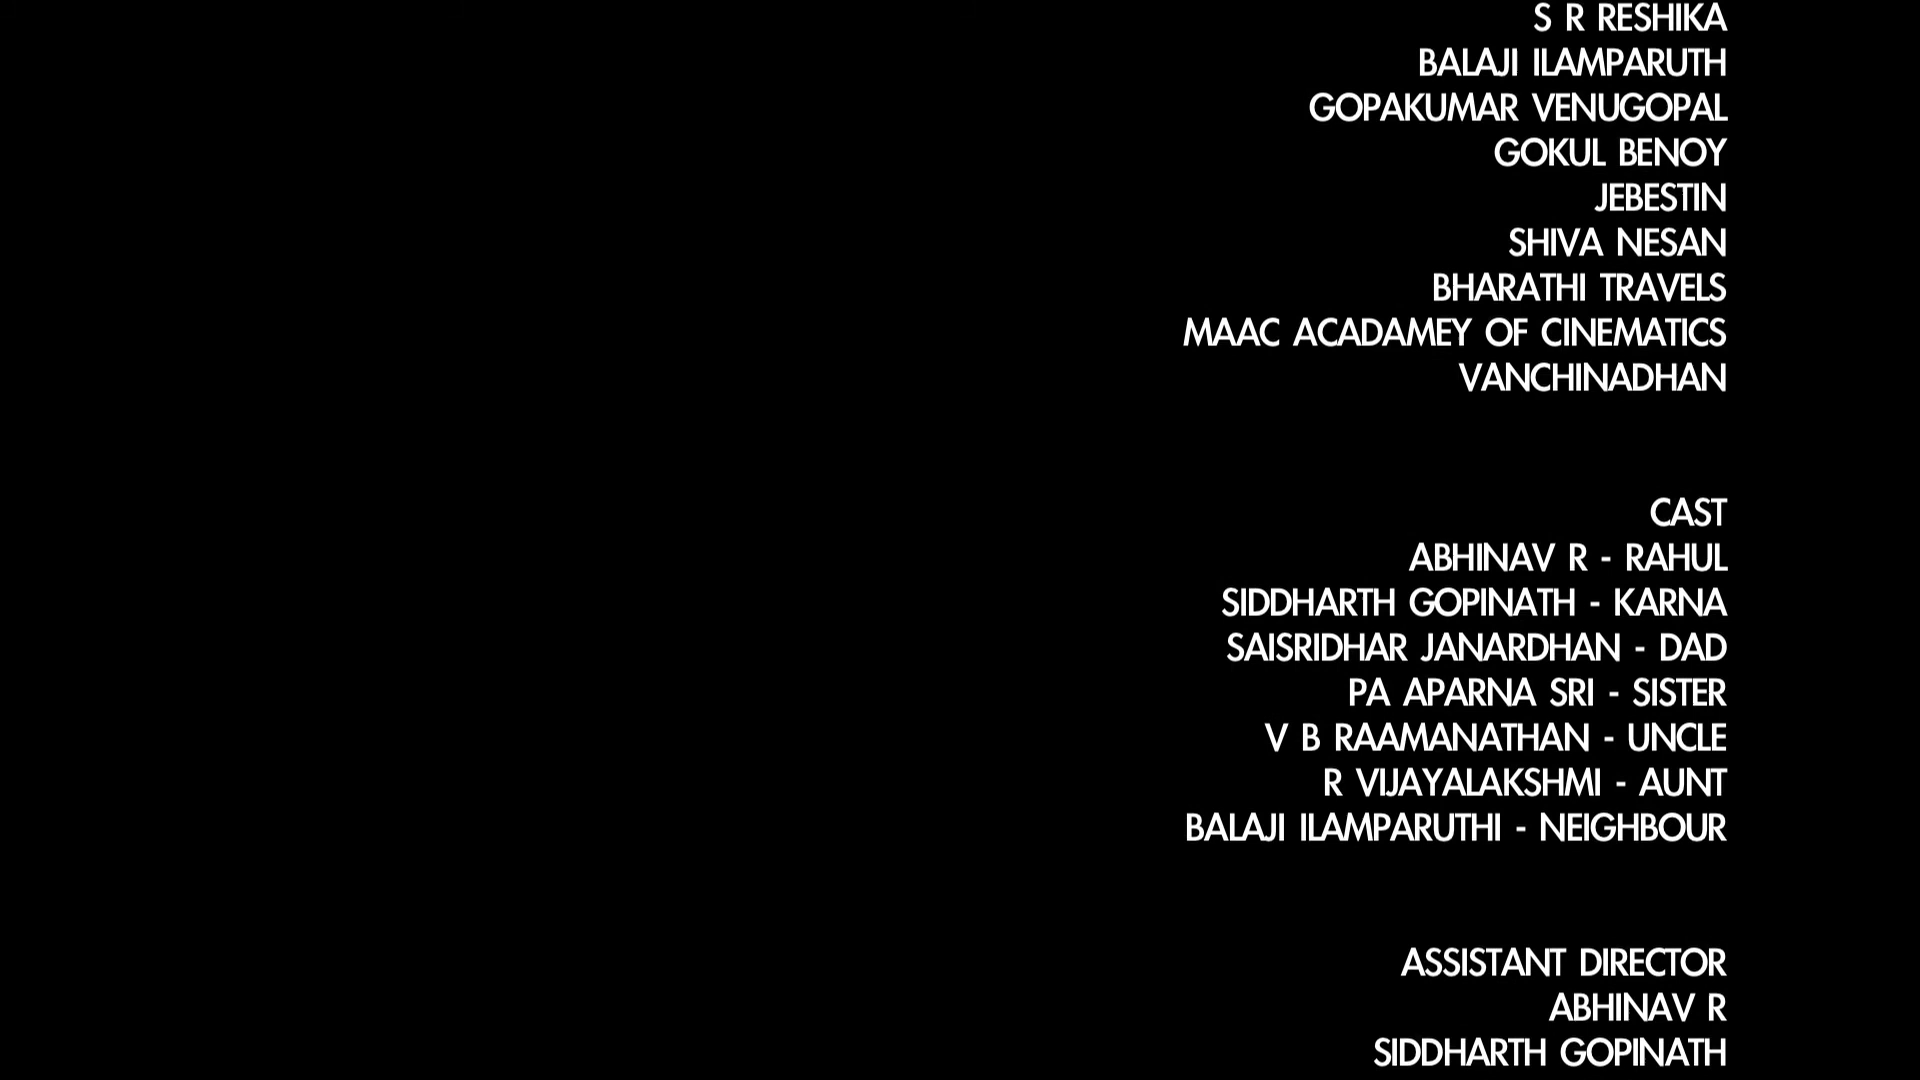 S R RESHIKA
BALAJI ILAMPARUTH
GOPAKUMAR VENUGOPAL
GOKUL BENOY
JEBESTIN
SHIVA NESAN
BHARATHI TRAVELS
MAAC ACADAMEY OF CINEMATICS
VANCHINADHAN
CAST
ABHINAV R - RAHUL
SIDDHARTH GOPINATH - KARNA
SAISRIDHAR JANARDHAN - DAD
PA APARNA SRI - SISTER
V B RAAMANATHAN - UNCLE
R VIJAYALAKSHMI - AUNT
BALAJI ILAMPARUTHI - NEIGHBOUR
ASSISTANT DIRECTOR
ABHINAV R
SIDDHARTH GOPINATH